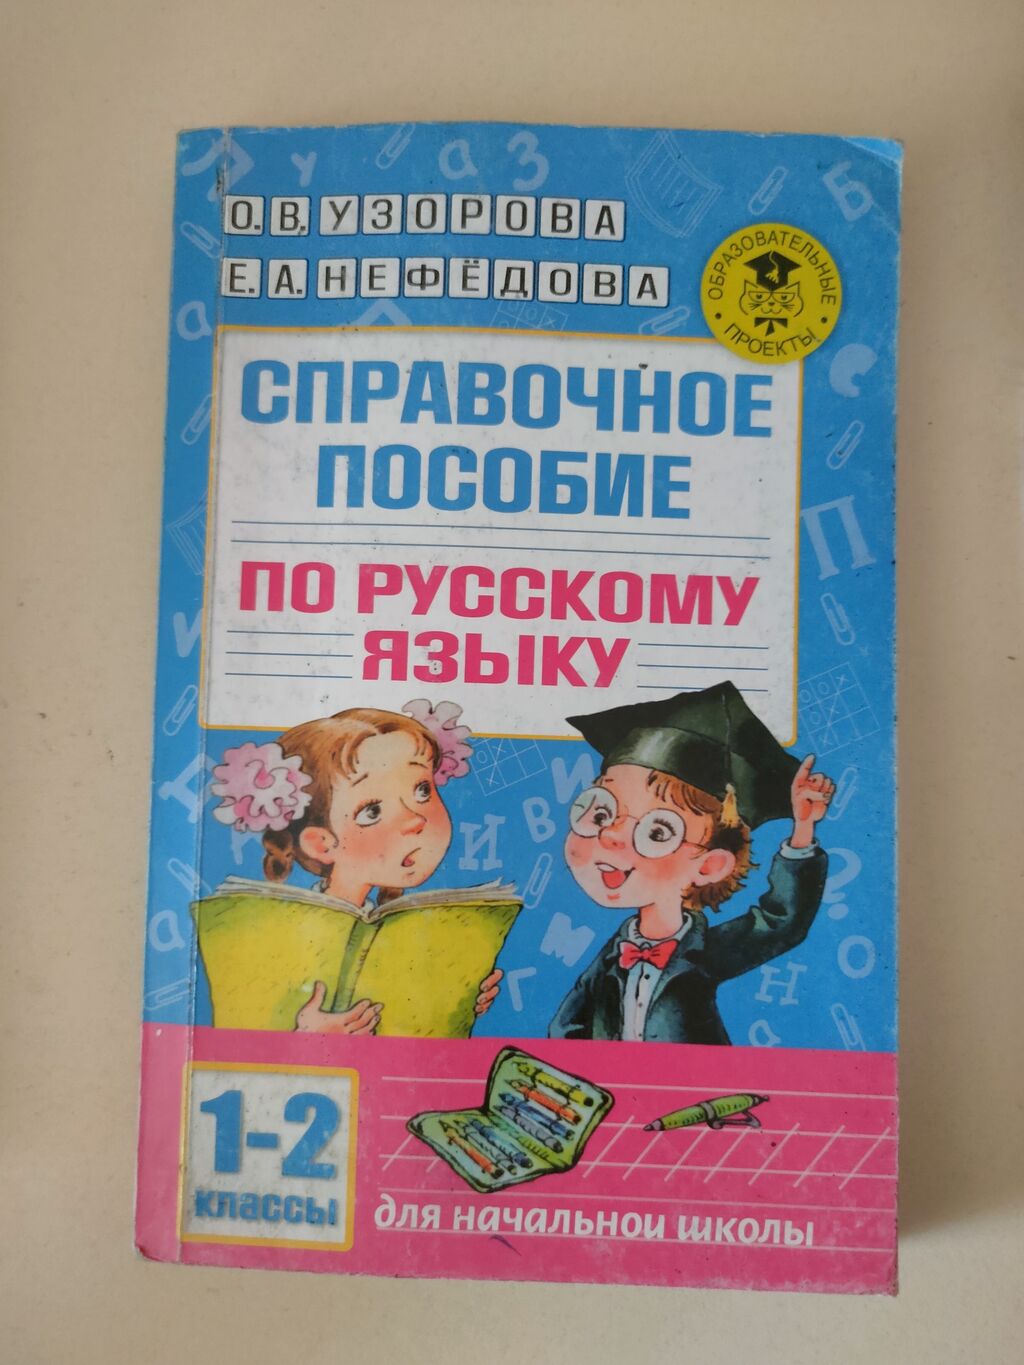 О.В. УЗОРОВА
Е.А. НЕФЁДОВА
ОБРАЗОВАТЕЛЬНЫЕ
• ПРОЕКТЫ •
СПРАВОЧНОЕ
ПОСОБИЕ
ПО РУССКОМУ
ЯЗЫКУ
1-2
классы
для начальной школы